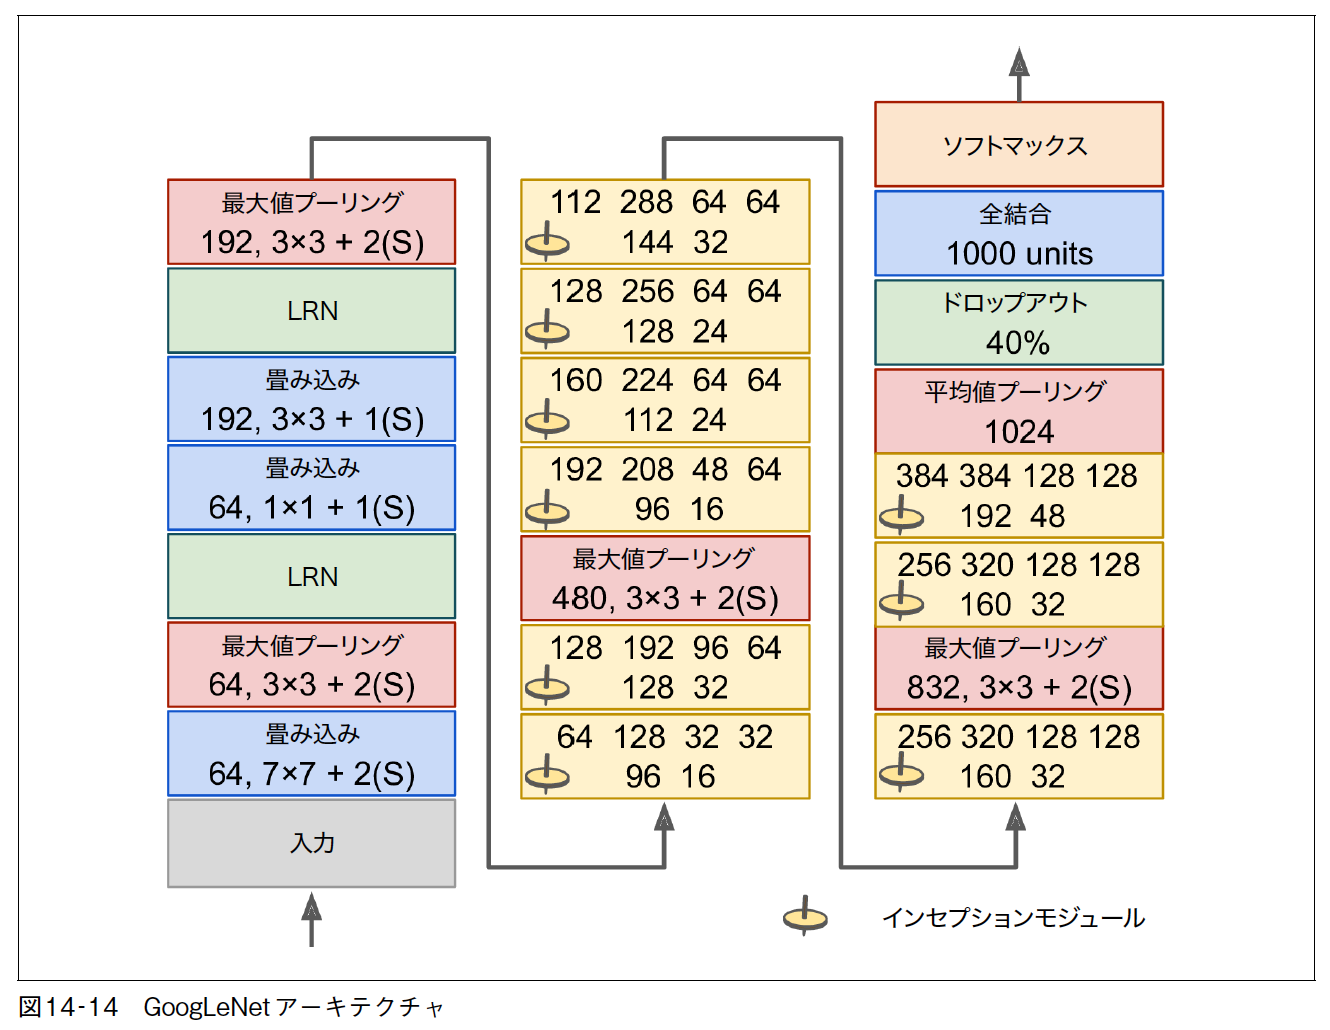 最大値プーリング
192, 3×3 + 2(S)
LRN
畳み込み
192, 3×3 + 1(S)
畳み込み
64, 1×1 + 1(S)
LRN
最大値プーリング
64, 3×3 + 2(S)
畳み込み
64, 7×7 + 2(S)
入力
112 288 64 64
144 32
128 256 64 64
128 24
160 224 64 64
112 24
192 208 48 64
96 16
最大値プーリング
480, 3×3 + 2(S)
128 192 96 64
128 32
64 128 32 32
96 16
ソフトマックス
全結合
1000 units
ドロップアウト
40%
平均値プーリング
1024
384 384 128 128
192 48
256 320 128 128
160 32
最大値プーリング
832, 3×3 + 2(S)
256 320 128 128
160 32
インセプションモジュール
図14-14 GoogLeNetアーキテクチャ